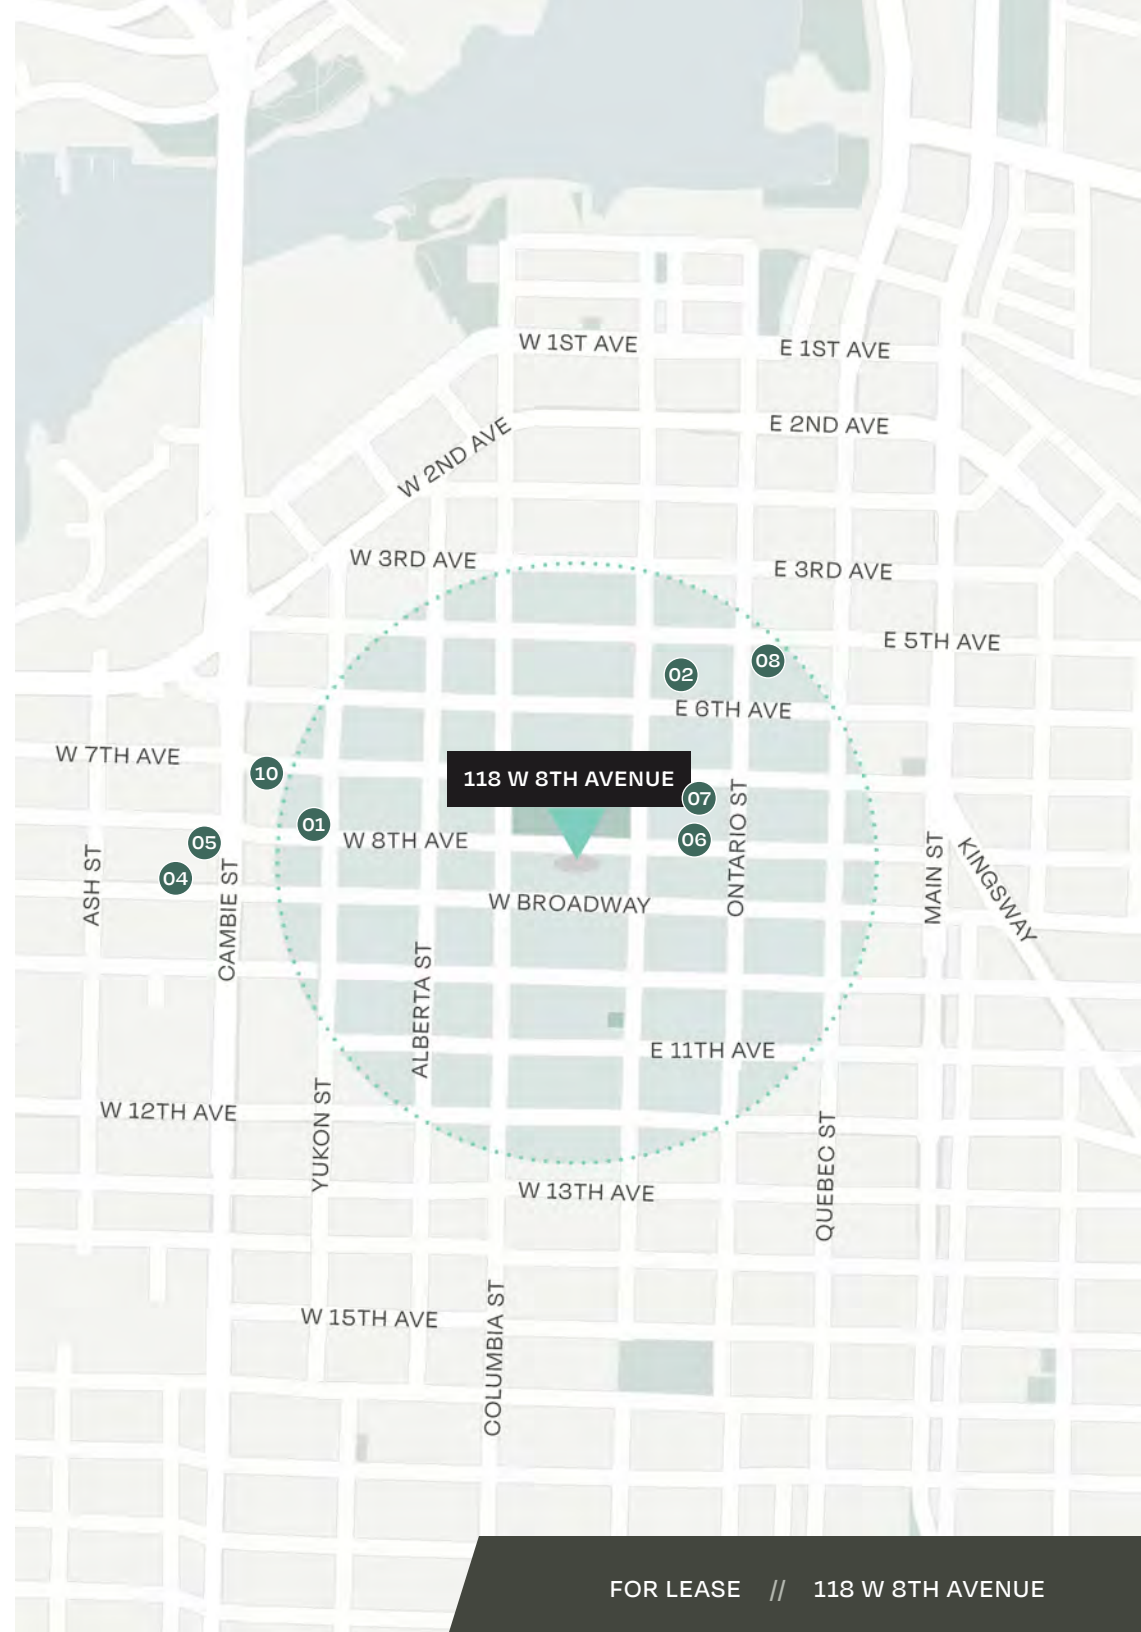 W 1ST AVE
E 1ST AVE
E 2ND AVE
W 2ND AVE
W 3RD AVE
E 3RD AVE
E 5TH AVE
08
02
E 6TH AVE
W 7TH AVE
10
118 W 8TH AVENUE
07
01
W 8TH AVE
06
05
04
ASH ST
CAMBIE ST
ONTARIO ST
MAIN ST
KINGSWAY
W BROADWAY
ALBERTA ST
E 11TH AVE
W 12TH AVE
YUKON ST
QUEBEC ST
W 13TH AVE
W 15TH AVE
COLUMBIA ST
FOR LEASE // 118 W 8TH AVENUE